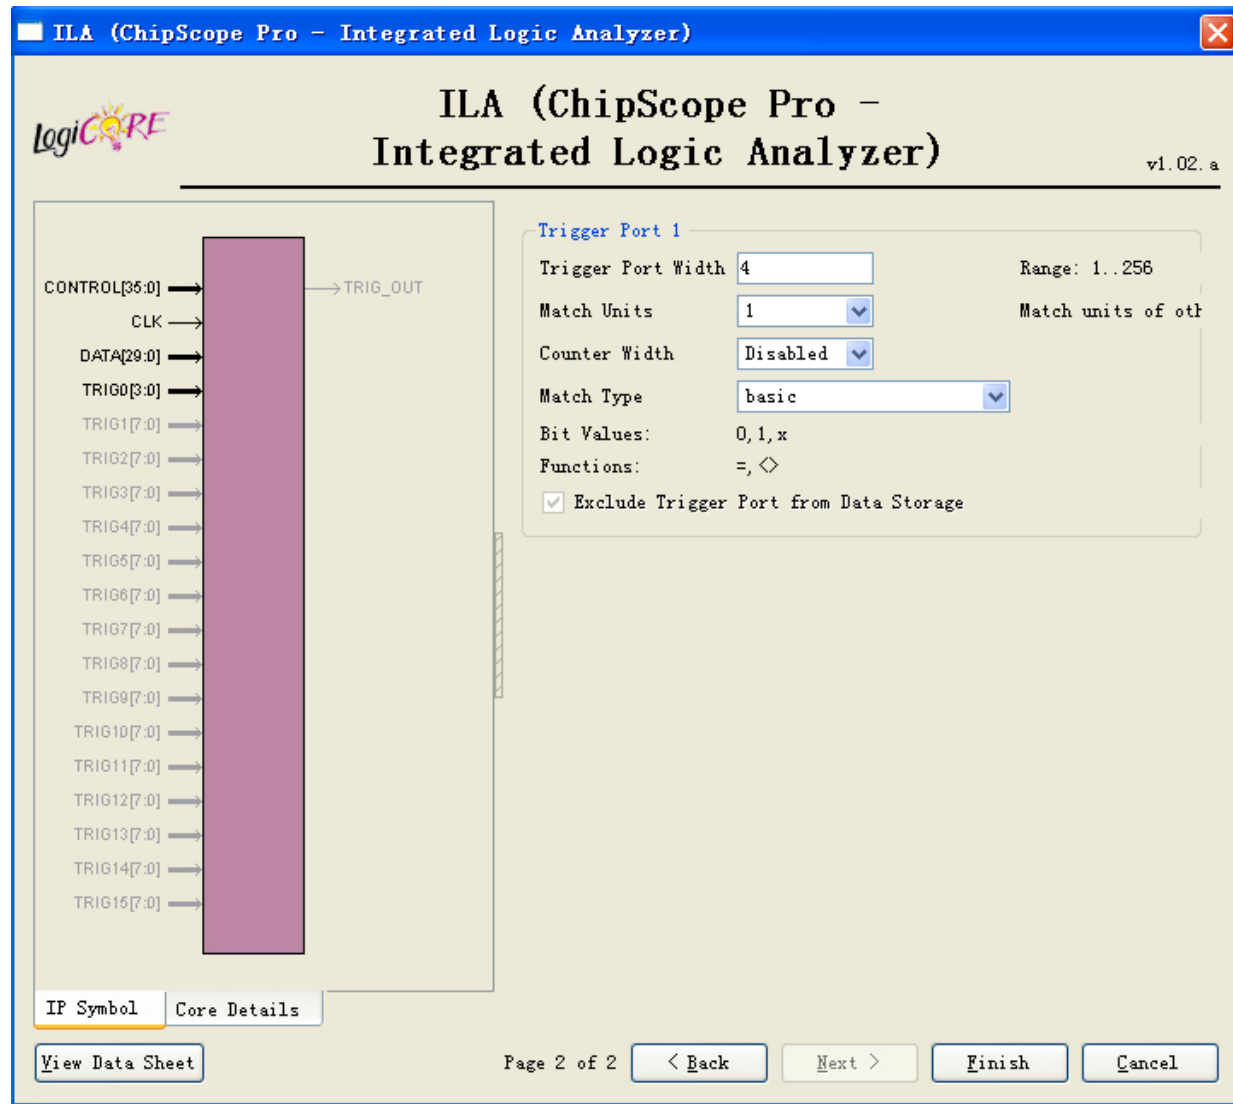 ILA (ChipScope Pro - Integrated Logic Analyzer)
LogiCORE
ILA (ChipScope Pro -
Integrated Logic Analyzer)
v1.02.a
CONTROL[35:0]
CLK
DATA[29:0]
TRIG0[3:0]
TRIG1[7:0]
TRIG2[7:0]
TRIG3[7:0]
TRIG4[7:0]
TRIG5[7:0]
TRIG6[7:0]
TRIG7[7:0]
TRIG8[7:0]
TRIG9[7:0]
TRIG10[7:0]
TRIG11[7:0]
TRIG12[7:0]
TRIG13[7:0]
TRIG14[7:0]
TRIG15[7:0]
TRIG_OUT
IP Symbol
Core Details
Trigger Port 1
Trigger Port Width 4 Range: 1..256
Match Units 1 Match units of oth
Counter Width Disabled
Match Type basic
Bit Values: 0,1,x
Functions: =,<>
Exclude Trigger Port from Data Storage
View Data Sheet
Page 2 of 2
< Back
Next >
Finish
Cancel